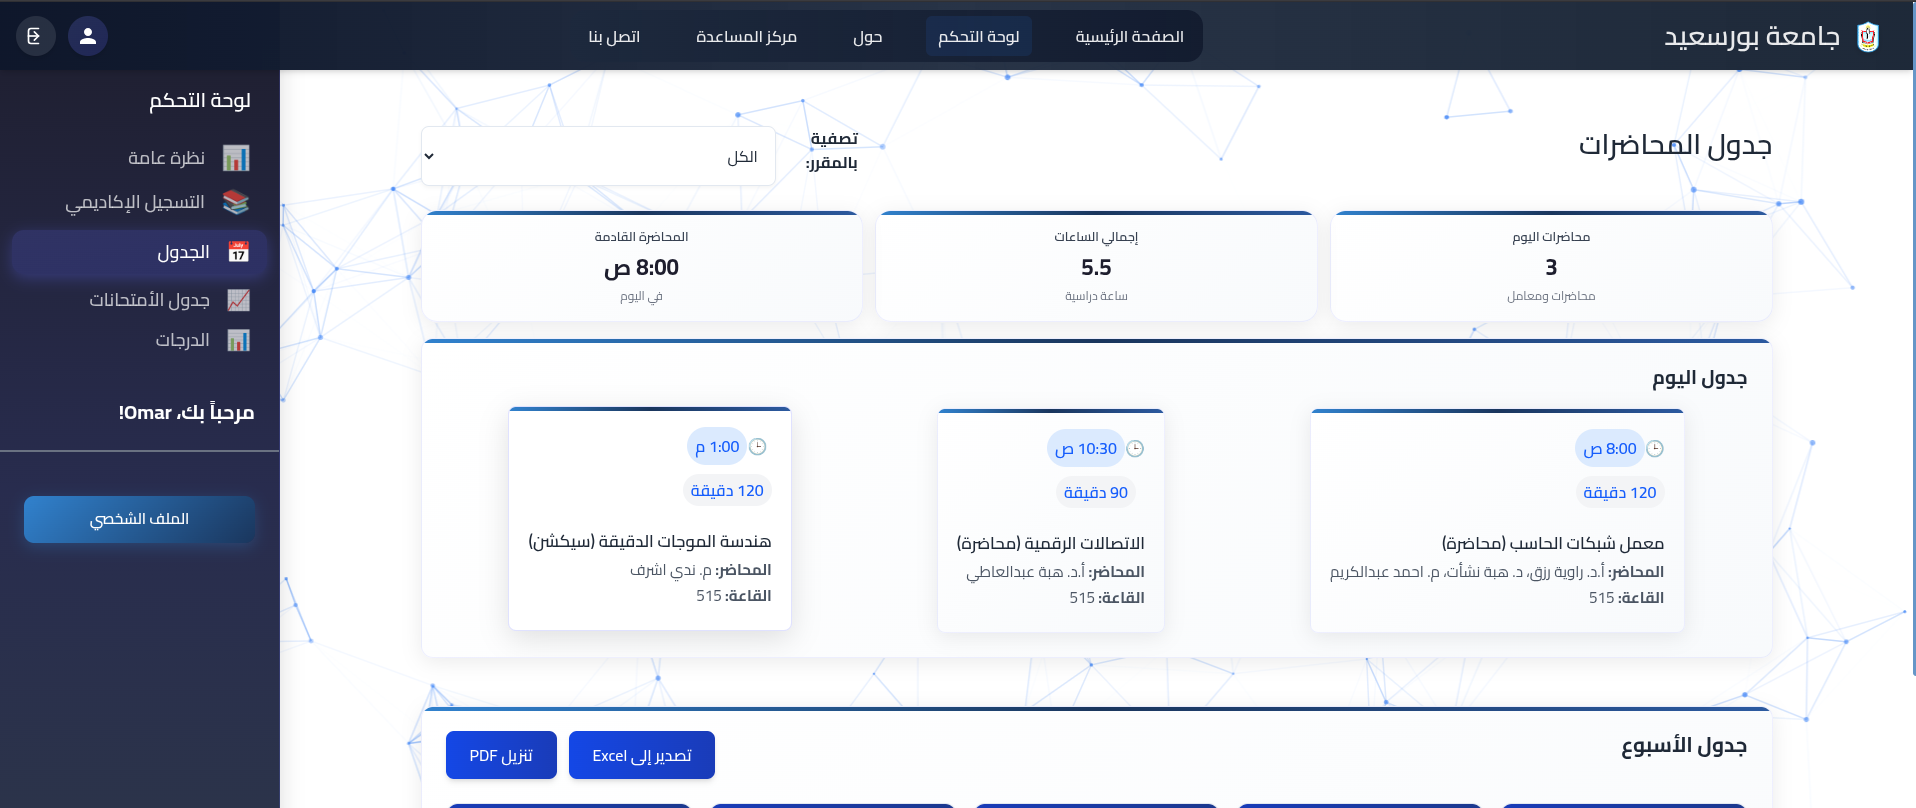 جامعة بورسعيد
الصفحة الرئيسية
لوحة التحكم
حول
مركز المساعدة
اتصل بنا
لوحة التحكم
نظرة عامة
التسجيل الإكاديمي
الجدول
جدول الأمتحانات
الدرجات
مرحباً بك، Omar!
الملف الشخصي
جدول المحاضرات
تصفية
بالمقرر:
الكل
محاضرات اليوم
3
محاضرات ومعامل
إجمالي الساعات
5.5
ساعة دراسية
المحاضرة القادمة
8:00 ص
في اليوم
جدول اليوم
8:00 ص
120 دقيقة
معمل شبكات الحاسب (محاضرة)
المحاضر: أ.د. راوية رزق، د. هبة نشأت، م. احمد عبدالكريم
القاعة: 515
10:30 ص
90 دقيقة
الاتصالات الرقمية (محاضرة)
المحاضر: أ.د. هبة عبدالعاطي
القاعة: 515
1:00 م
120 دقيقة
هندسة الموجات الدقيقة (سيكشن)
المحاضر: م. ندي اشرف
القاعة: 515
جدول الأسبوع
تصدير إلى Excel
تنزيل PDF